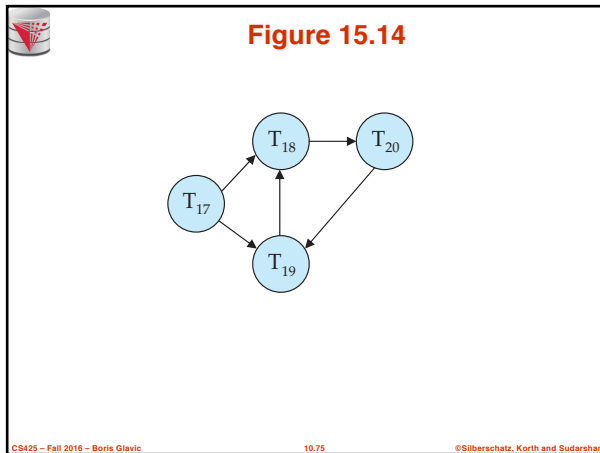 Figure 15.14
T18
T20
T17
T19
CS425 – Fall 2016 – Boris Glavic 10.75 ©Silberschatz, Korth and Sudarshan